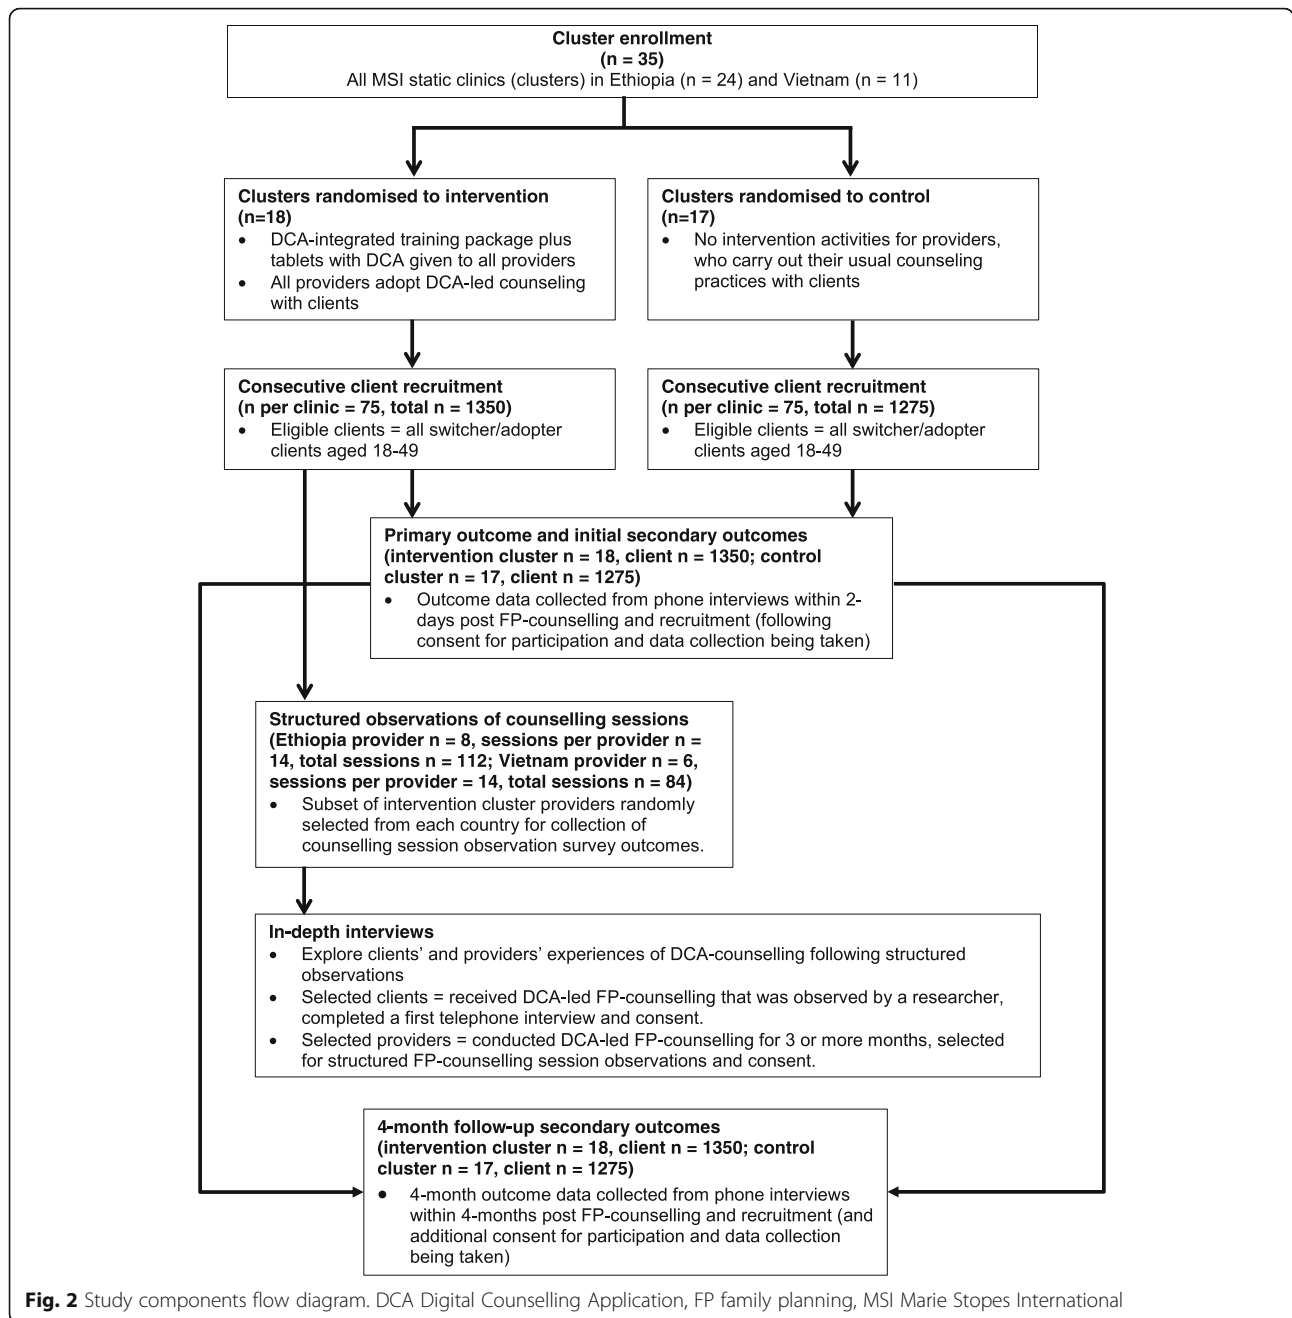 Cluster enrollment
(n = 35)
All MSI static clinics (clusters) in Ethiopia (n = 24) and Vietnam (n = 11)
Clusters randomised to intervention
(n=18)
• DCA-integrated training package plus
tablets with DCA given to all providers
• All providers adopt DCA-led counseling
with clients
Clusters randomised to control
(n=17)
• No intervention activities for providers,
who carry out their usual counseling
practices with clients
Consecutive client recruitment
(n per clinic = 75, total n = 1350)
• Eligible clients = all switcher/adopter
clients aged 18-49
Consecutive client recruitment
(n per clinic = 75, total n = 1275)
• Eligible clients = all switcher/adopter
clients aged 18-49
Primary outcome and initial secondary outcomes
(intervention cluster n = 18, client n = 1350; control
cluster n = 17, client n = 1275)
• Outcome data collected from phone interviews within 2-
days post FP-counselling and recruitment (following
consent for participation and data collection being taken)
Structured observations of counselling sessions
(Ethiopia provider n = 8, sessions per provider n =
14, total sessions n = 112; Vietnam provider n = 6,
sessions per provider = 14, total sessions n = 84)
• Subset of intervention cluster providers randomly
selected from each country for collection of
counselling session observation survey outcomes.
In-depth interviews
• Explore clients’ and providers’ experiences of DCA-counselling following structured
observations
• Selected clients = received DCA-led FP-counselling that was observed by a researcher,
completed a first telephone interview and consent.
• Selected providers = conducted DCA-led FP-counselling for 3 or more months, selected
for structured FP-counselling session observations and consent.
4-month follow-up secondary outcomes
(intervention cluster n = 18, client n = 1350; control
cluster n = 17, client n = 1275)
• 4-month outcome data collected from phone interviews
within 4-months post FP-counselling and recruitment (and
additional consent for participation and data collection
being taken)
Fig. 2 Study components flow diagram. DCA Digital Counselling Application, FP family planning, MSI Marie Stopes International